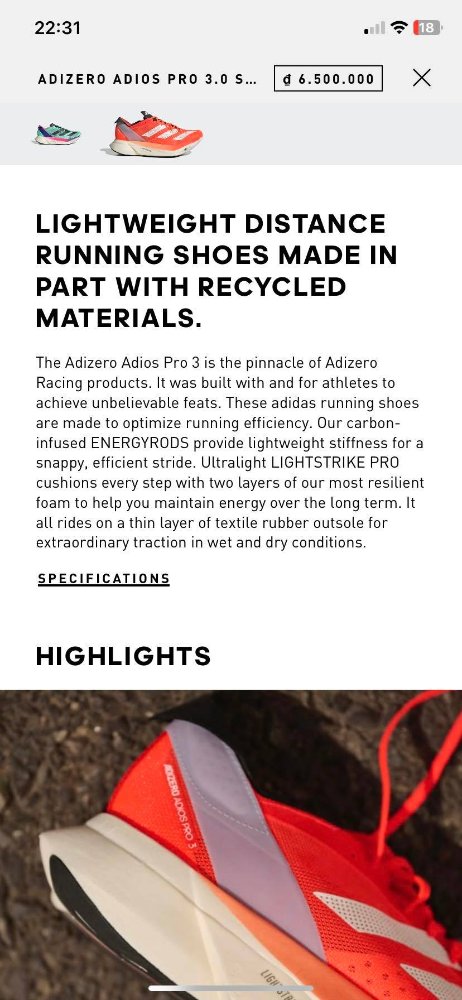 22:31
18
ADIZERO ADIOS PRO 3.0 S...
₫ 6.500.000
LIGHTWEIGHT DISTANCE
RUNNING SHOES MADE IN
PART WITH RECYCLED
MATERIALS.
The Adizero Adios Pro 3 is the pinnacle of Adizero
Racing products. It was built with and for athletes to
achieve unbelievable feats. These adidas running shoes
are made to optimize running efficiency. Our carbon-
infused ENERGYRODS provide lightweight stiffness for a
snappy, efficient stride. Ultralight LIGHTSTRIKE PRO
cushions every step with two layers of our most resilient
foam to help you maintain energy over the long term. It
all rides on a thin layer of textile rubber outsole for
extraordinary traction in wet and dry conditions.
SPECIFICATIONS
HIGHLIGHTS
ADIZERO ADIOS PRO 3